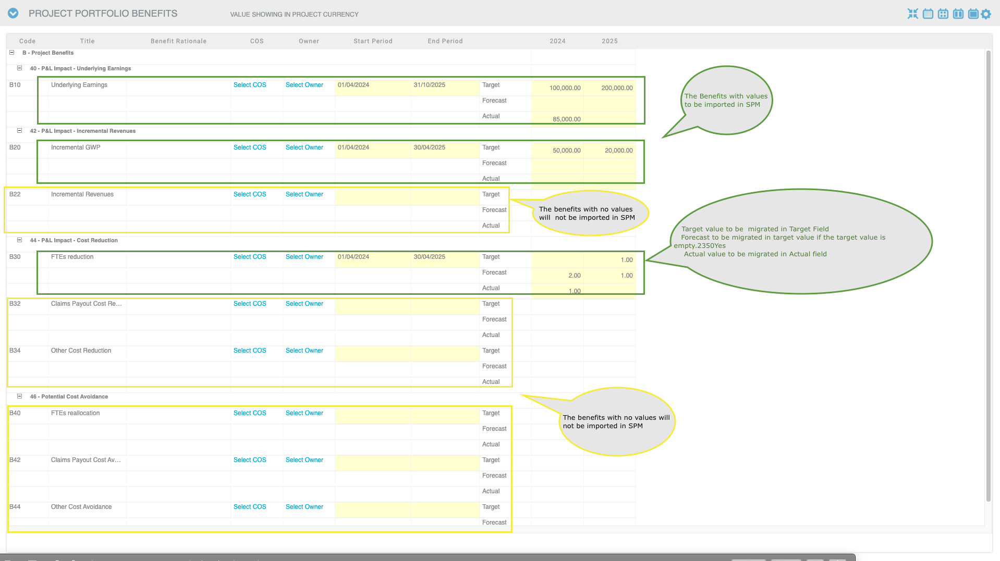 PROJECT PORTFOLIO BENEFITS VALUE SHOWING IN PROJECT CURRENCY
Code Title Benefit Rationale COS Owner Start Period End Period 2024 2025
B - Project Benefits
40 - P&L Impact - Underlying Earnings
B10 Underlying Earnings Select COS Select Owner 01/04/2024 31/10/2025 Target 100,000.00 200,000.00
Forecast
Actual 85,000.00
The Benefits with values
to be imported in SPM
42 - P&L Impact - Incremental Revenues
B20 Incremental GWP Select COS Select Owner 01/04/2024 30/04/2025 Target 50,000.00 20,000.00
Forecast
Actual
B22 Incremental Revenues Select COS Select Owner Target
Forecast
Actual
The benefits with no values
will  not be imported in SPM
44 - P&L Impact - Cost Reduction
B30 FTEs reduction Select COS Select Owner 01/04/2024 30/04/2025 Target 1.00
Forecast 2.00 1.00
Actual 1.00
Target value to be  migrated in Target Field
Forecast to be migrated in target value if the target value is
empty.2350Yes
Actual value to be migrated in Actual field
B32 Claims Payout Cost Re... Select COS Select Owner Target
Forecast
Actual
B34 Other Cost Reduction Select COS Select Owner Target
Forecast
Actual
46 - Potential Cost Avoidance
B40 FTEs reallocation Select COS Select Owner Target
Forecast
Actual
The benefits with no values will
not be imported in SPM
B42 Claims Payout Cost Av... Select COS Select Owner Target
Forecast
Actual
B44 Other Cost Avoidance Select COS Select Owner Target
Forecast